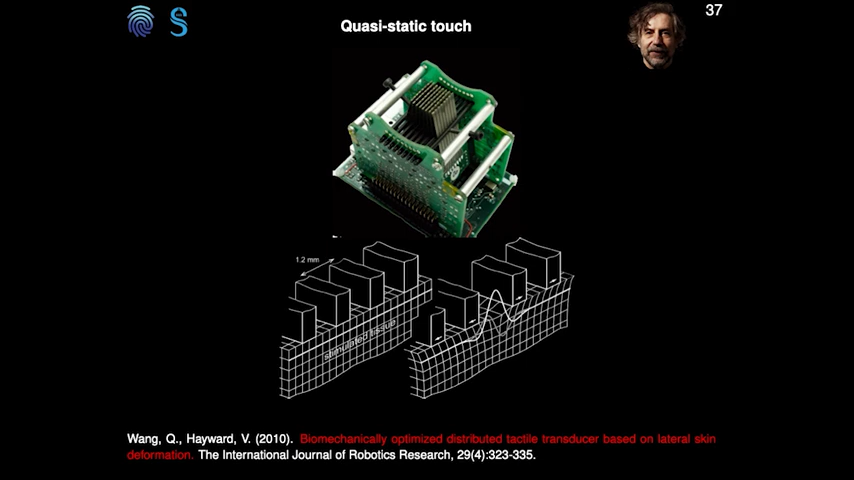 Quasi-static touch
37
1.2 mm
stimulated tissue
Wang, Q., Hayward, V. (2010). Biomechanically optimized distributed tactile transducer based on lateral skin
deformation. The International Journal of Robotics Research, 29(4):323-335.